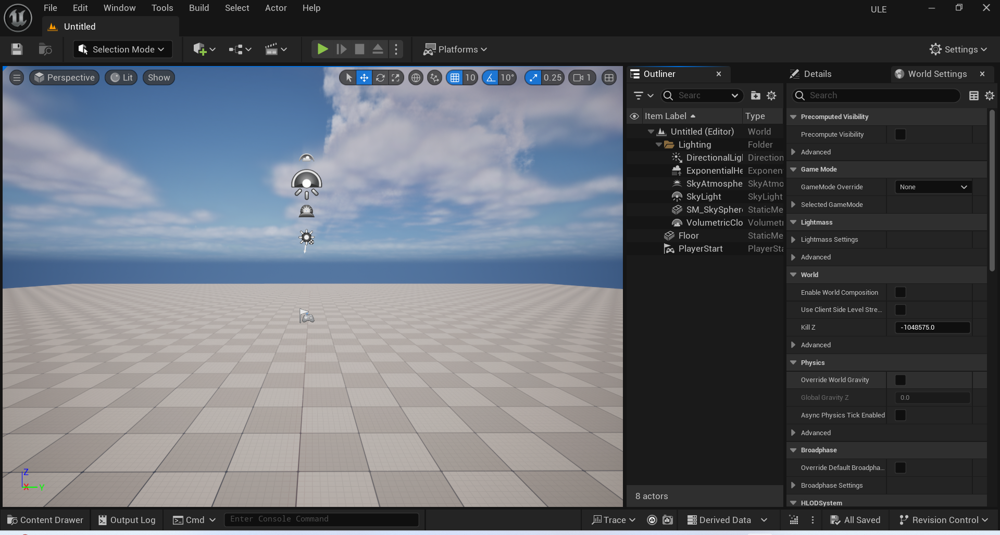 File Edit Window Tools Build Select Actor Help
ULE
Untitled
Selection Mode
Platforms
Settings
Perspective Lit Show
10 10° 0.25 1
Outliner
Searc
Item Label Type
Untitled (Editor) World
Lighting Folder
DirectionalLigh Direction
ExponentialHe Exponen
SkyAtmosphe SkyAtmo
SkyLight SkyLight
SM_SkySpher StaticMe
VolumetricClo Volumetr
Floor StaticMe
PlayerStart PlayerSta
8 actors
Details World Settings
Search
Precomputed Visibility
Precompute Visibility
Advanced
Game Mode
GameMode Override None
Selected GameMode
Lightmass
Lightmass Settings
Advanced
World
Enable World Composition
Use Client Side Level Stre...
Kill Z -1048575.0
Advanced
Physics
Override World Gravity
Global Gravity Z 0.0
Async Physics Tick Enabled
Advanced
Broadphase
Override Default Broadpha...
Broadphase Settings
HLODSystem
Z
X Y
Content Drawer Output Log Cmd Enter Console Command Trace Derived Data All Saved Revision Control